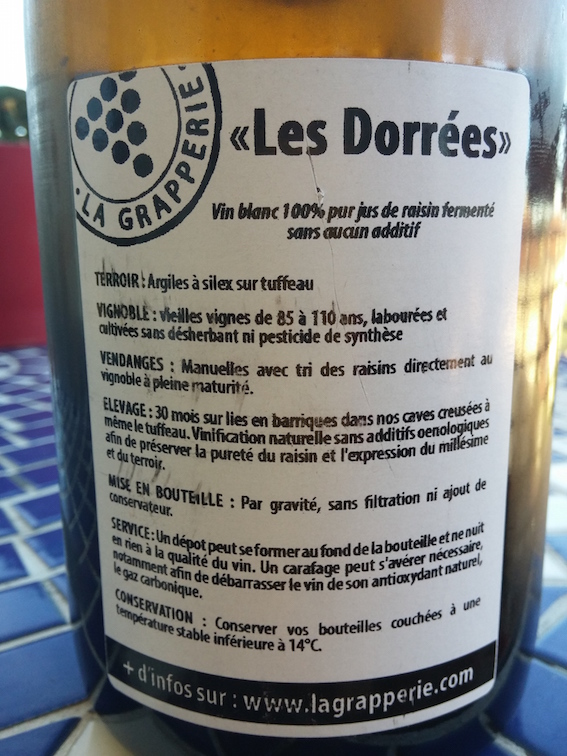 LA GRAPPERIE
«Les Dorrées»
Vin blanc 100% pur jus de raisin fermenté
sans aucun additif
TERROIR : Argiles à silex sur tuffeau
VIGNOBLE : vieilles vignes de 85 à 110 ans, labourées et
cultivées sans désherbant ni pesticide de synthèse
VENDANGES : Manuelles avec tri des raisins directement au
vignoble à pleine maturité.
ELEVAGE : 30 mois sur lies en barriques dans nos caves creusées à
même le tuffeau. Vinification naturelle sans additifs oenologiques
afin de préserver la pureté du raisin et l'expression du millésime
et du terroir.
MISE EN BOUTEILLE : Par gravité, sans filtration ni ajout de
conservateur.
SERVICE : Un dépot peut se former au fond de la bouteille et ne nuit
en rien à la qualité du vin. Un carafage peut s'avérer nécessaire,
notamment afin de débarrasser le vin de son antioxydant naturel,
le gaz carbonique.
CONSERVATION : Conserver vos bouteilles couchées à une
température stable inférieure à 14°C.
+ d'infos sur : www.lagrapperie.com